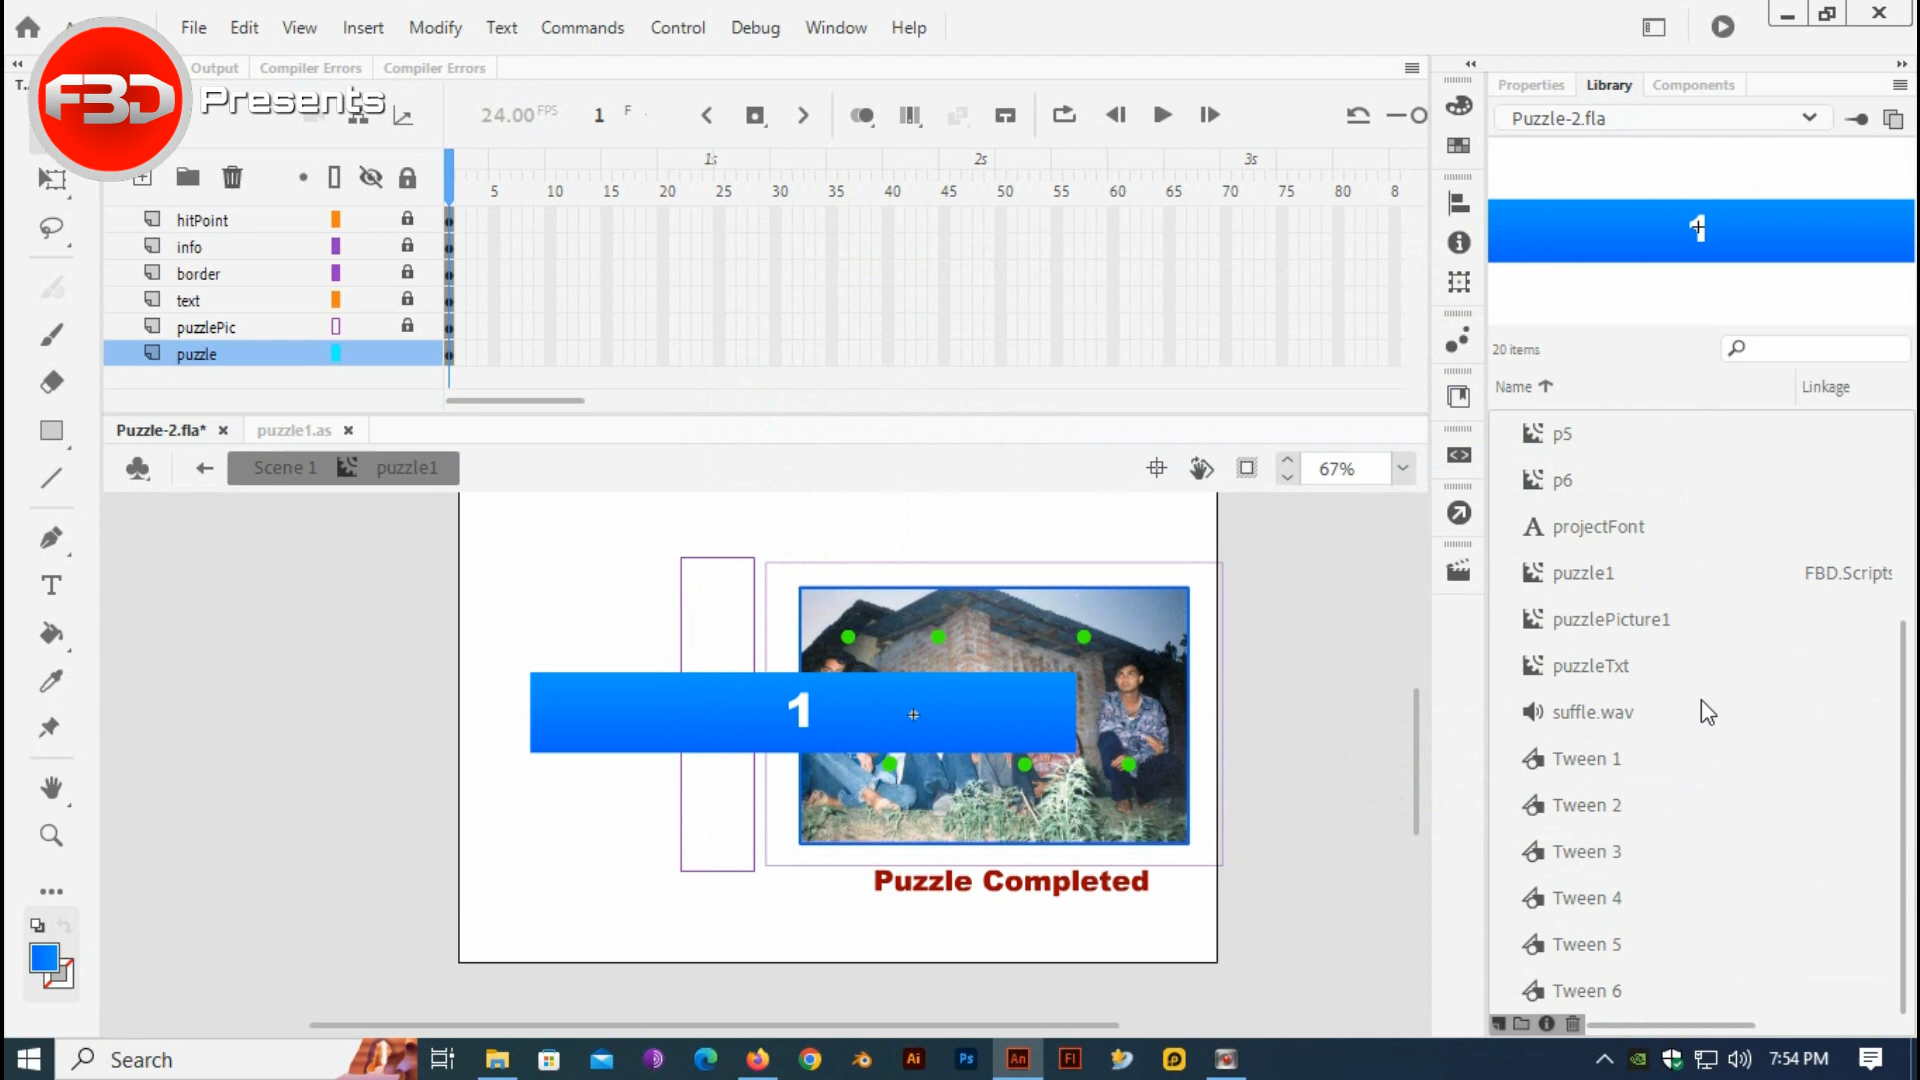 File Edit View Insert Modify Text Commands Control Debug Window Help
FBD Presents
Output Compiler Errors Compiler Errors
T...
24.00 FPS 1 F
1s 2s 3s
5 10 15 20 25 30 35 40 45 50 55 60 65 70 75 80 8
hitPoint
info
border
text
puzzlePic
puzzle
Puzzle-2.fla* puzzle1.as
Scene 1 puzzle1
67%
1
Puzzle Completed
Properties Library Components
Puzzle-2.fla
1
20 items
Name Linkage
p5
p6
projectFont
puzzle1 FBD.Scripts
puzzlePicture1
puzzleTxt
suffle.wav
Tween 1
Tween 2
Tween 3
Tween 4
Tween 5
Tween 6
Search
Ai Ps An Fl
7:54 PM